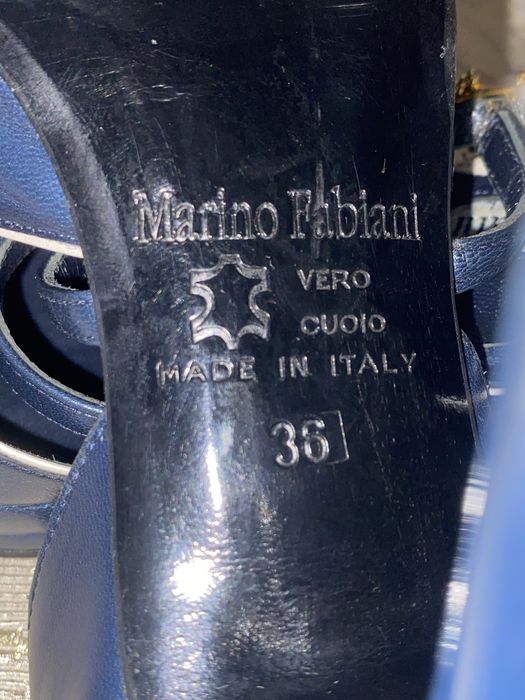 Marino Fabiani
VERO
CUOIO
MADE IN ITALY
36